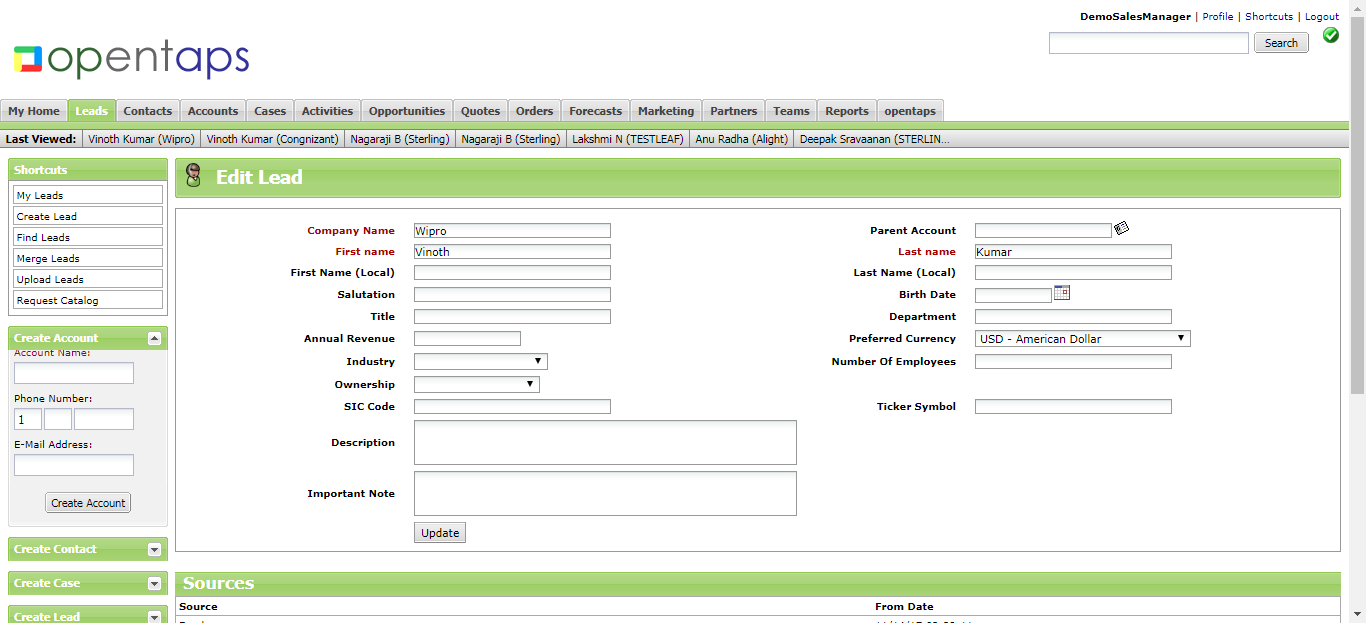 DemoSalesManager | Profile | Shortcuts | Logout
opentaps
Search
My Home Leads Contacts Accounts Cases Activities Opportunities Quotes Orders Forecasts Marketing Partners Teams Reports opentaps
Last Viewed: Vinoth Kumar (Wipro) Vinoth Kumar (Congnizant) Nagaraji B (Sterling) Nagaraji B (Sterling) Lakshmi N (TESTLEAF) Anu Radha (Alight) Deepak Sravaanan (STERLIN...
Shortcuts
My Leads
Create Lead
Find Leads
Merge Leads
Upload Leads
Request Catalog
Create Account
Account Name:
Phone Number:
1
E-Mail Address:
Create Account
Create Contact
Create Case
Create Lead
Edit Lead
Company Name Wipro Parent Account
First name Vinoth Last name Kumar
First Name (Local) Last Name (Local)
Salutation Birth Date
Title Department
Annual Revenue Preferred Currency USD - American Dollar
Industry Number Of Employees
Ownership
SIC Code Ticker Symbol
Description
Important Note
Update
Sources
Source From Date